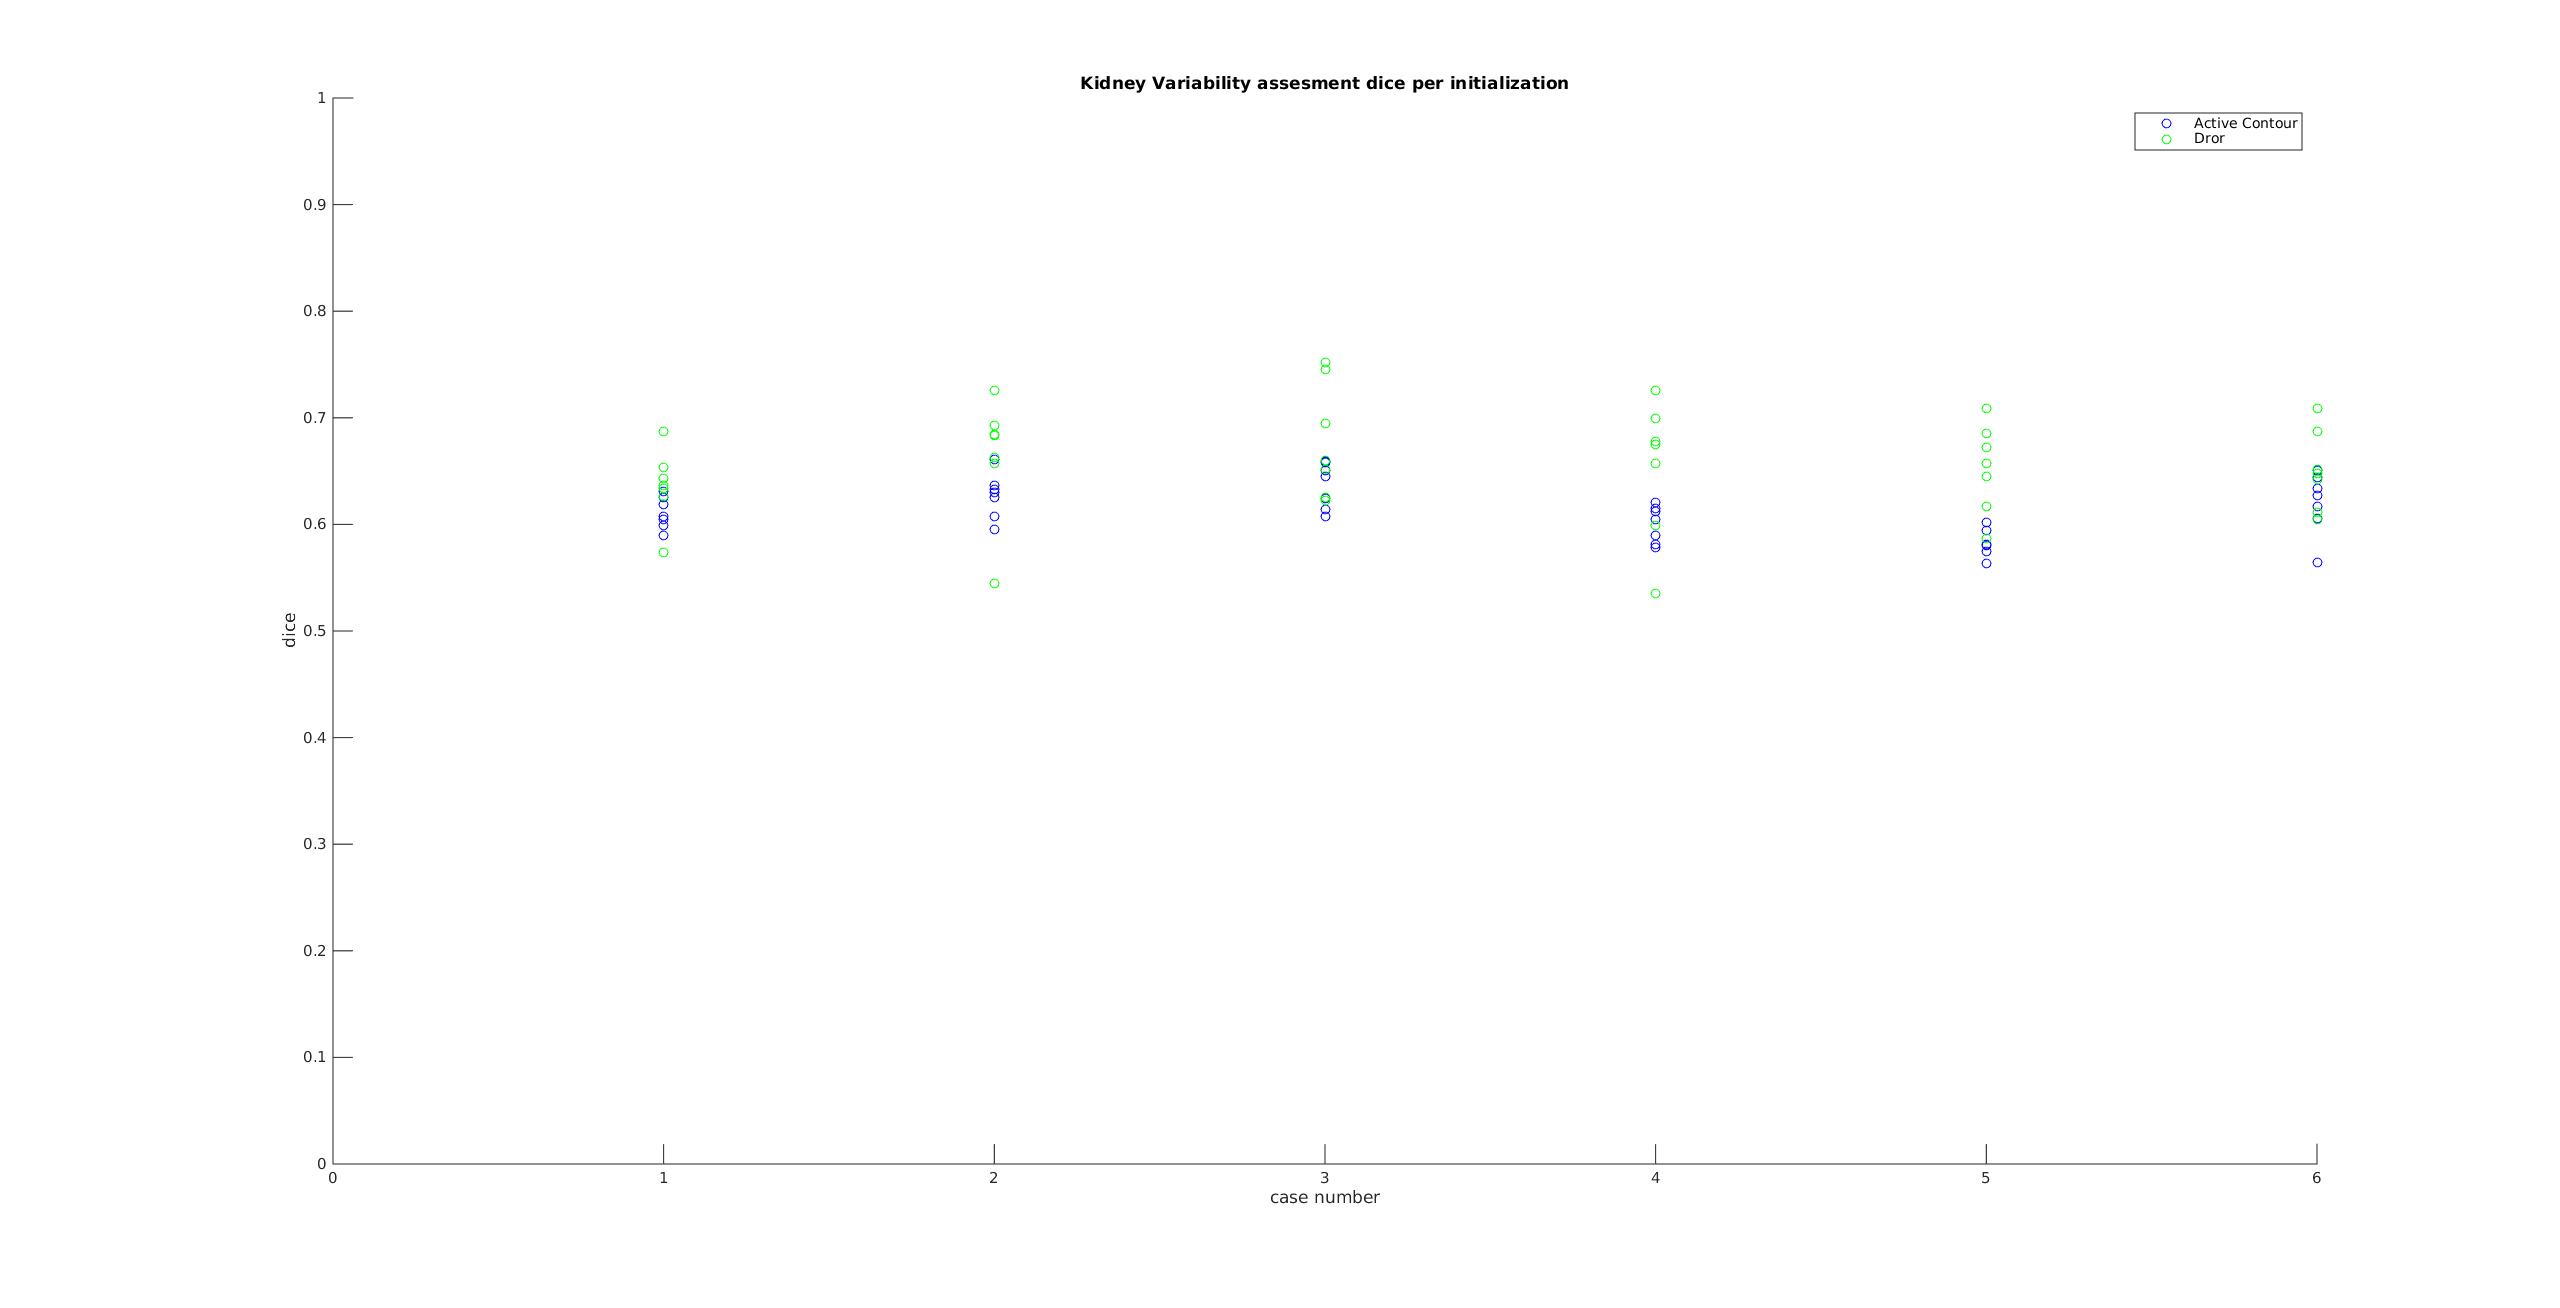 Kidney Variability assesment dice per initialization
Active Contour
Dror
1
0.9
0.8
0.7
0.6
0.5
0.4
0.3
0.2
0.1
0
dice
0 1 2 3 4 5 6
case number